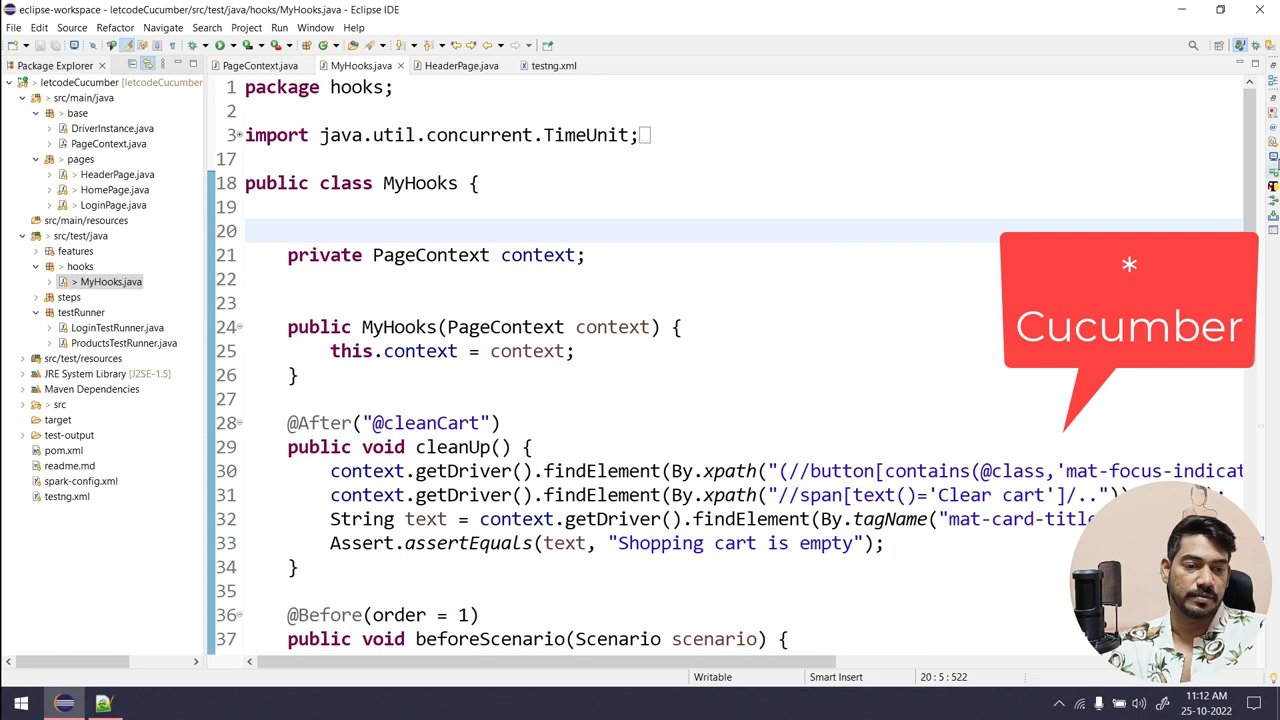 eclipse-workspace - letcodeCucumber/src/test/java/hooks/MyHooks.java - Eclipse IDE
File Edit Source Refactor Navigate Search Project Run Window Help
Package Explorer
PageContext.java MyHooks.java HeaderPage.java testng.xml
> letcodeCucumber (letcodeCucumber
> src/main/java
> base
> DriverInstance.java
> PageContext.java
> pages
> HeaderPage.java
> HomePage.java
> LoginPage.java
src/main/resources
> src/test/java
features
> hooks
> MyHooks.java
steps
> testRunner
> LoginTestRunner.java
> ProductsTestRunner.java
> src/test/resources
JRE System Library [J2SE-1.5]
Maven Dependencies
> src
target
test-output
pom.xml
readme.md
spark-config.xml
testng.xml
1 package hooks;
2
3 import java.util.concurrent.TimeUnit;
17
18 public class MyHooks {
19
20
21 private PageContext context;
22
23
24 public MyHooks(PageContext context) {
25 this.context = context;
26 }
27
28 @After("@cleanCart")
29 public void cleanUp() {
30 context.getDriver().findElement(By.xpath("(//button[contains(@class,'mat-focus-indicat
31 context.getDriver().findElement(By.xpath("//span[text()='Clear cart']/.."))
32 String text = context.getDriver().findElement(By.tagName("mat-card-title
33 Assert.assertEquals(text, "Shopping cart is empty");
34 }
35
36 @Before(order = 1)
37 public void beforeScenario(Scenario scenario) {
*
Cucumber
Writable Smart Insert 20 : 5 : 522
11:12 AM
25-10-2022